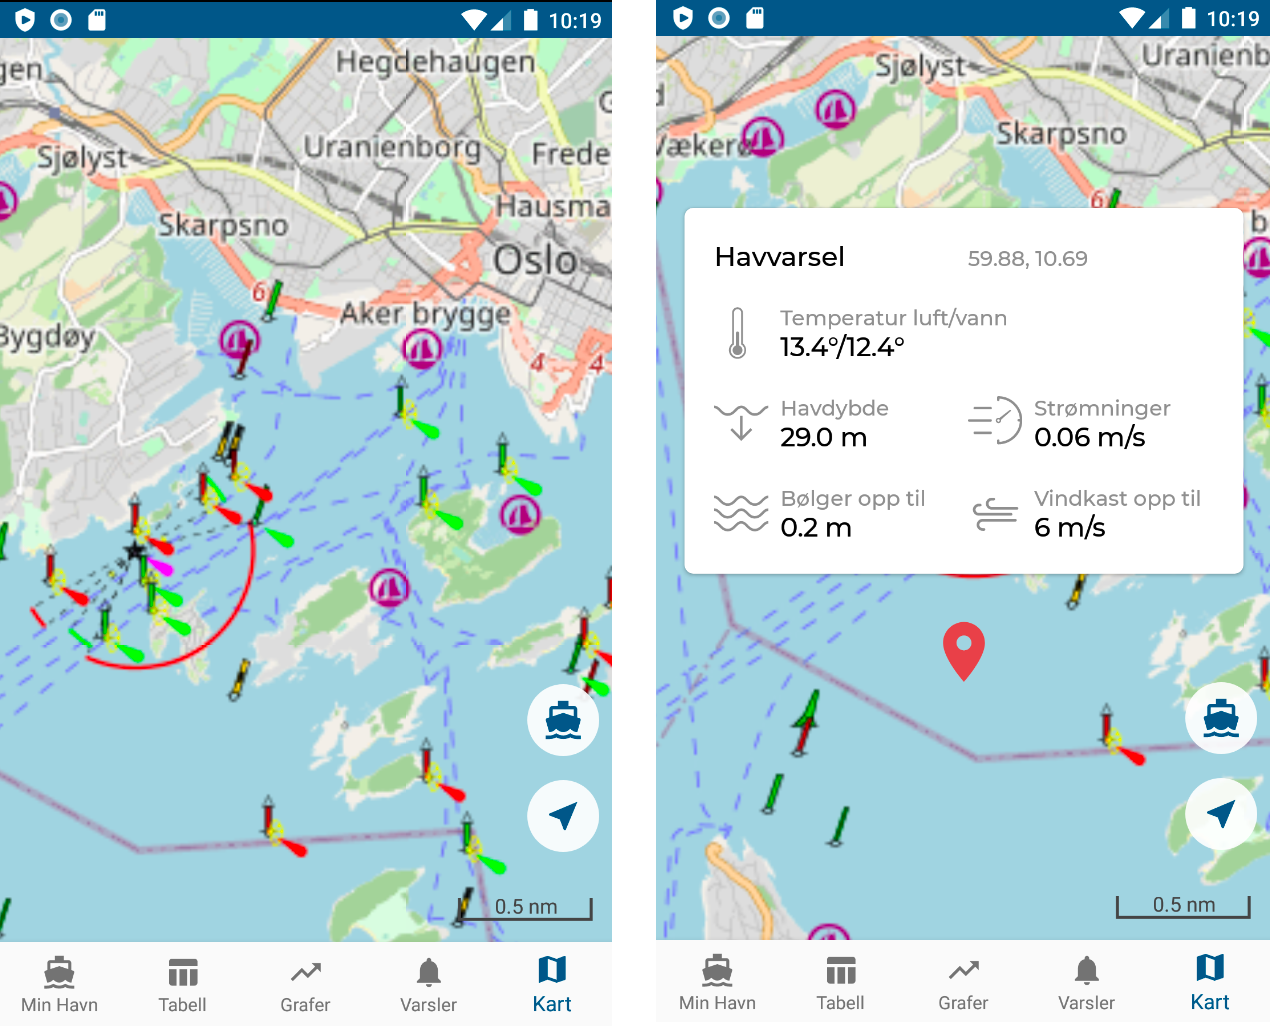 10:19
gen
Hegdehaugen
Uranienborg
Frede
Sjølyst
Hausma
Skarpsno
Oslo
6
Aker brygge
Bygdøy
4
4
0.5 nm
Min Havn
Tabell
Grafer
Varsler
Kart
10:19
Sjølyst
Uranienb
d
Skarpsno
Vækerø
6
b
Havvarsel
59.88, 10.69
Temperatur luft/vann
13.4°/12.4°
Havdybde
29.0 m
Strømninger
0.06 m/s
Bølger opp til
0.2 m
Vindkast opp til
6 m/s
0.5 nm
Min Havn
Tabell
Grafer
Varsler
Kart